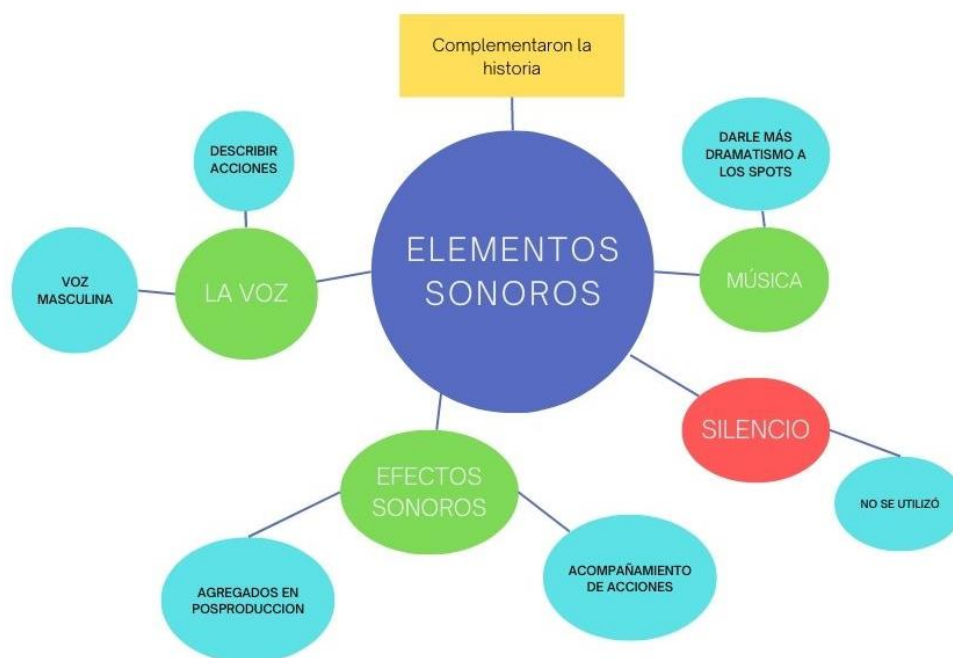 Complementaron la
historia
ELEMENTOS
SONOROS
DESCRIBIR
ACCIONES
LA VOZ
VOZ
MASCULINA
DARLE MÁS
DRAMATISMO A
LOS SPOTS
MÚSICA
SILENCIO
NO SE UTILIZÓ
EFECTOS
SONOROS
AGREGADOS EN
POSPRODUCCION
ACOMPAÑAMIENTO
DE ACCIONES